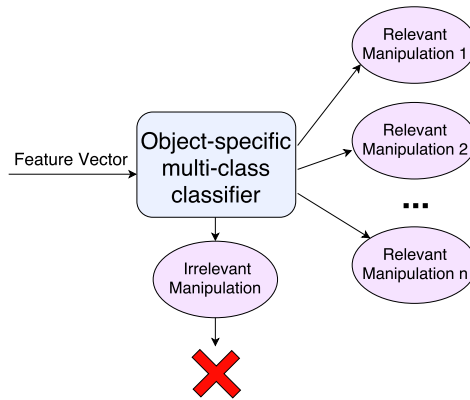 Relevant
Manipulation 1
Feature Vector
Object-specific
multi-class
classifier
Relevant
Manipulation 2
...
Relevant
Manipulation n
Irrelevant
Manipulation